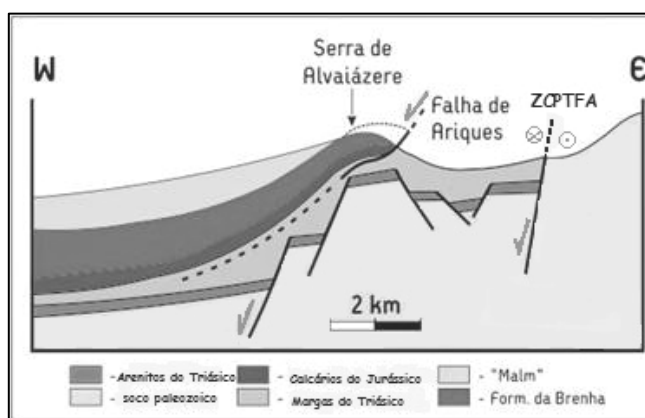 Serra de
Alvaiázere
W
E
ZCPTFA
Falha de
Ariques
2 km
-Arenitos do Triásico
- Calcários do Jurássico
- "Malm"
- soco paleozoico
- Margas do Triásico
- Form. da Brenha